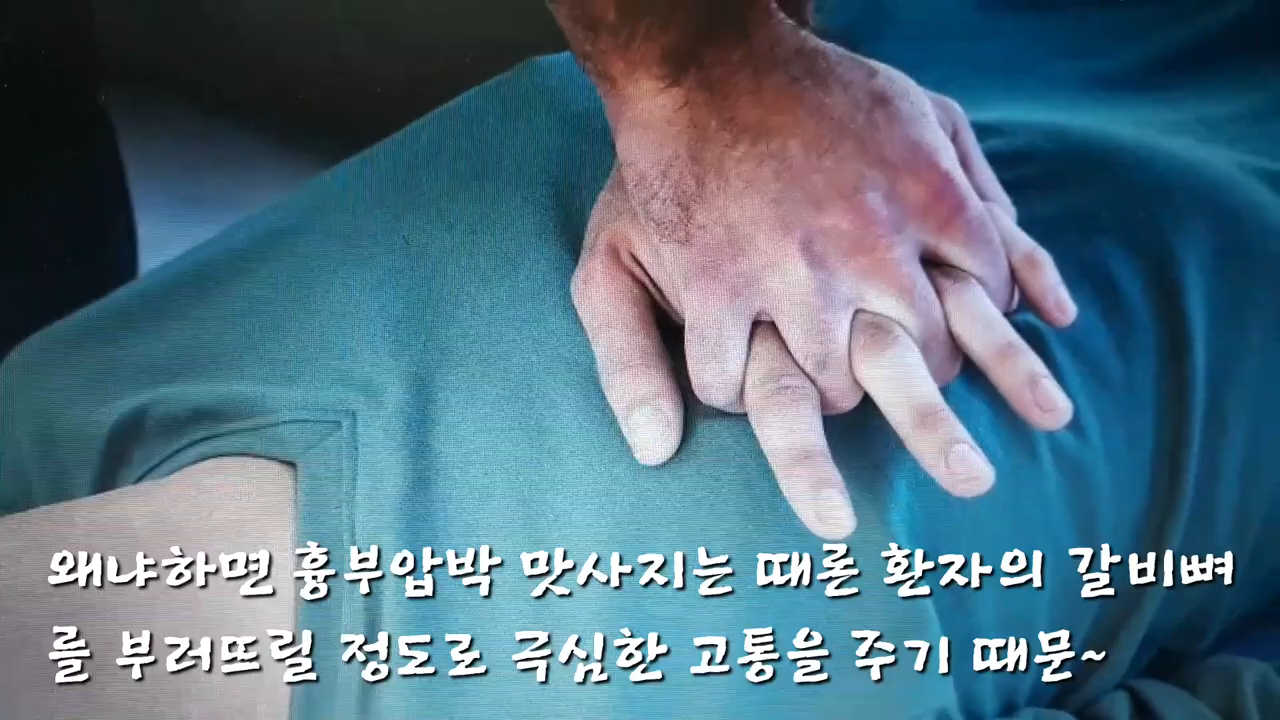 왜냐하면 흉부압박 맛사지는 때론 환자의 갈비뼈
를 부러뜨릴 정도로 극심한 고통을 주기 때문~